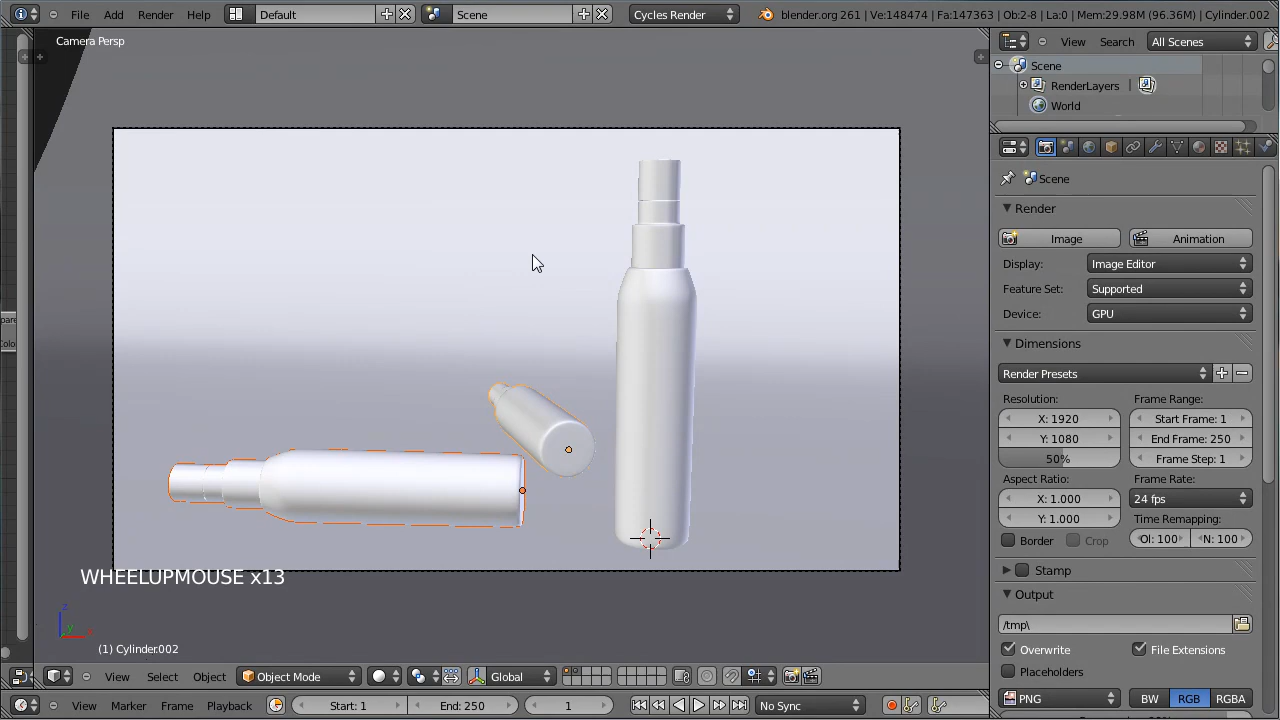 File Add Render Help Default Scene Cycles Render blender.org 261 | Ve:148474 | Fa:147363 | Ob:2-8 | La:0 | Mem:29.98M (96.36M) | Cylinder.002
Camera Persp
View Search All Scenes
Scene
RenderLayers
World
Scene
Render
Image Animation
Display: Image Editor
Feature Set: Supported
Device: GPU
Dimensions
Render Presets
Resolution: Frame Range:
X: 1920 Start Frame: 1
Y: 1080 End Frame: 250
50% Frame Step: 1
Aspect Ratio: Frame Rate:
X: 1.000 24 fps
Y: 1.000 Time Remapping:
Border Crop Ol: 100 N: 100
Stamp
Output
/tmp\
Overwrite File Extensions
Placeholders
PNG BW RGB RGBA
WHEELUPMOUSE x13
z
y
x
(1) Cylinder.002
View Select Object Object Mode Global
View Marker Frame Playback Start: 1 End: 250 1 No Sync